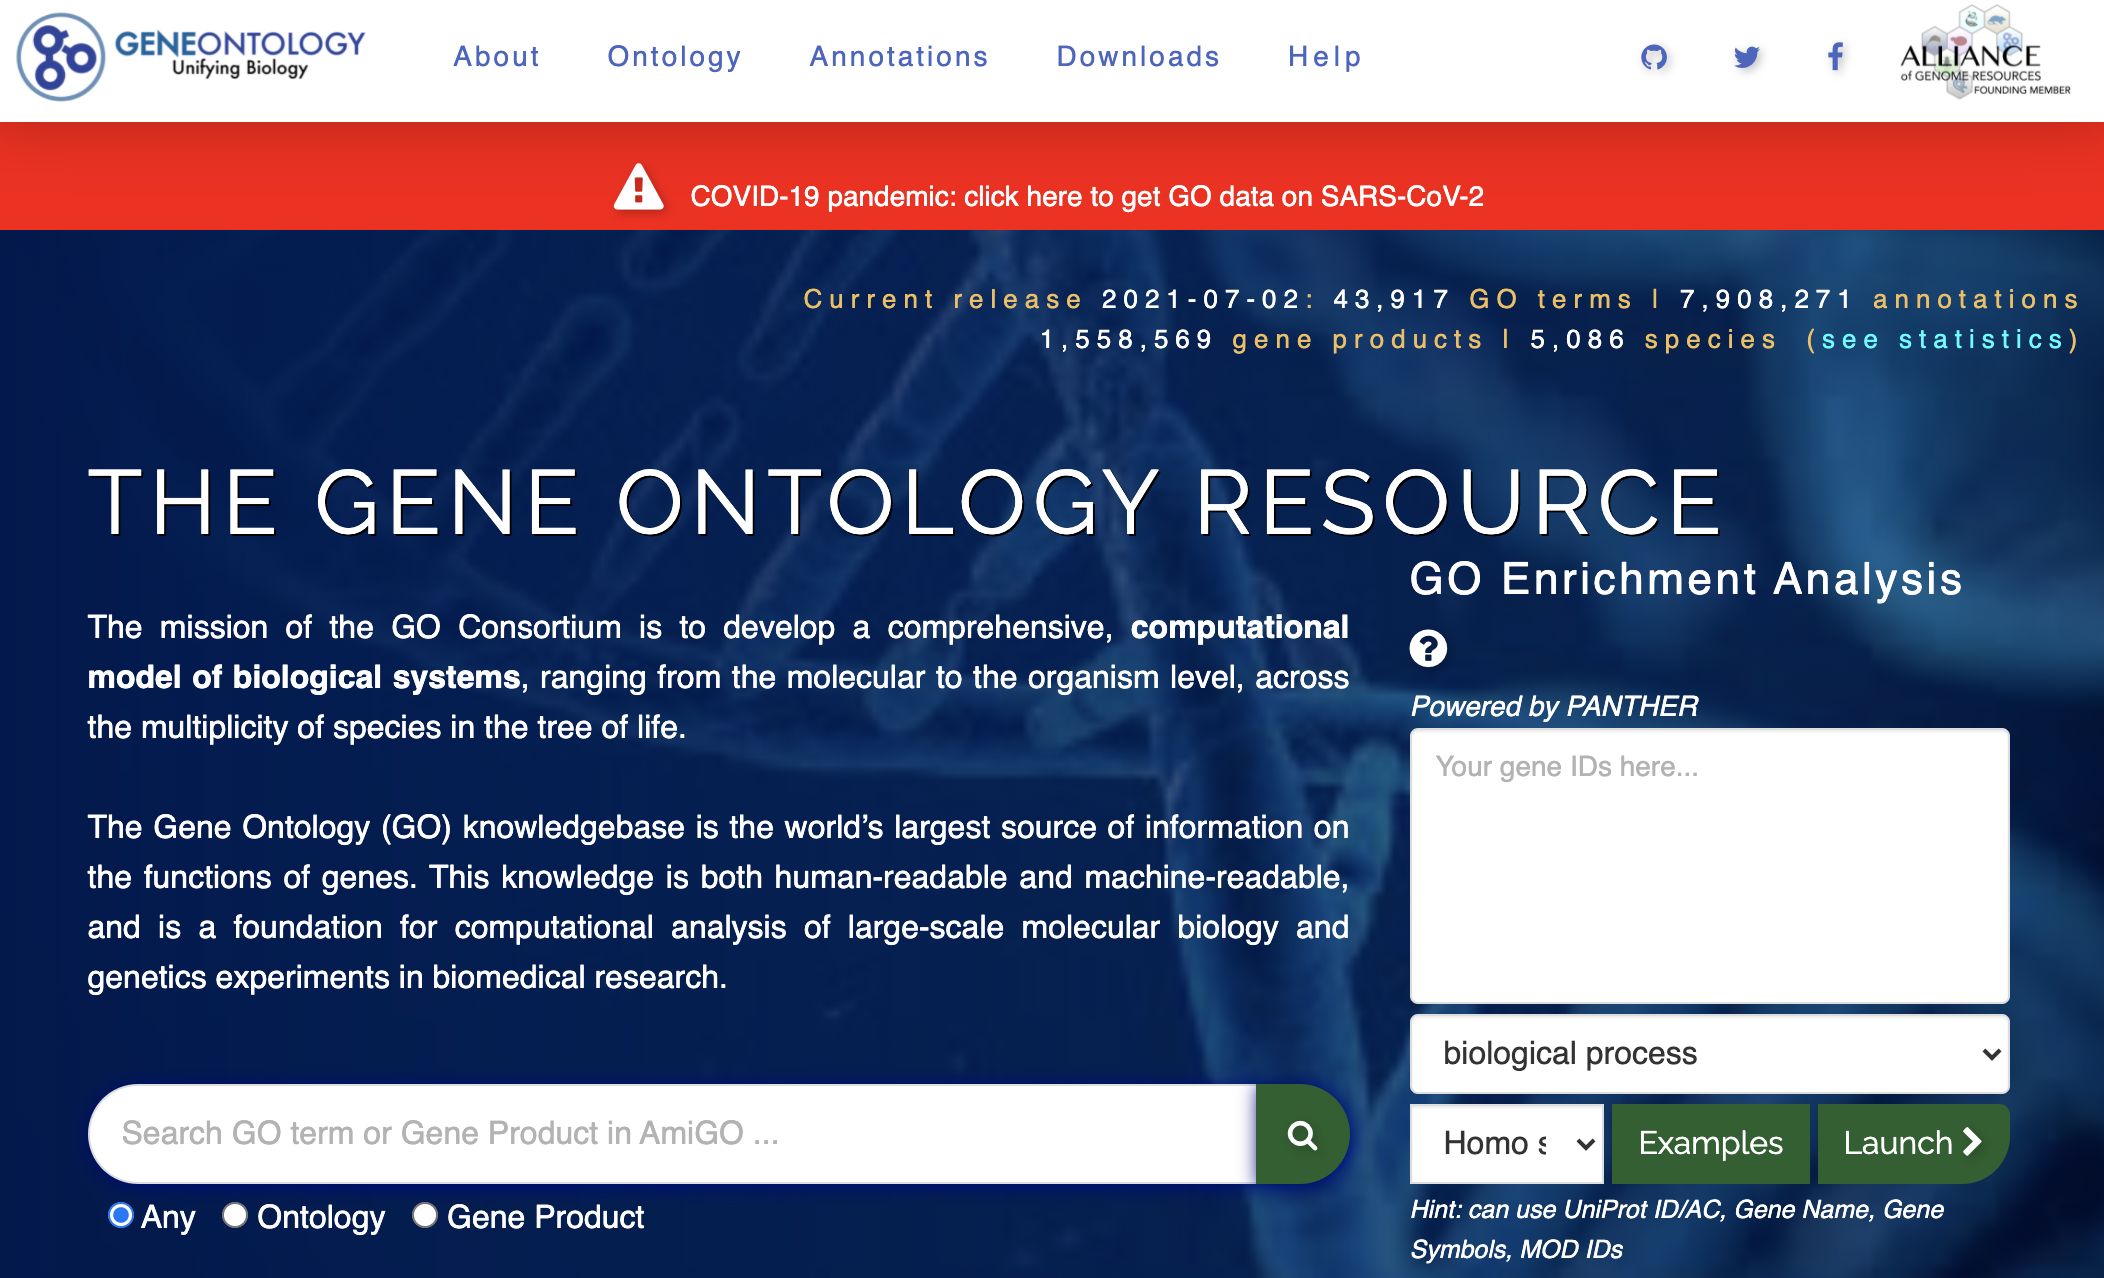 GENEONTOLOGY
Unifying Biology
About Ontology Annotations Downloads Help
ALLIANCE
of GENOME RESOURCES
FOUNDING MEMBER
COVID-19 pandemic: click here to get GO data on SARS-CoV-2
Current release 2021-07-02: 43,917 GO terms | 7,908,271 annotations
1,558,569 gene products | 5,086 species (see statistics)
THE GENE ONTOLOGY RESOURCE
The mission of the GO Consortium is to develop a comprehensive, computational
model of biological systems, ranging from the molecular to the organism level, across
the multiplicity of species in the tree of life.
The Gene Ontology (GO) knowledgebase is the world’s largest source of information on
the functions of genes. This knowledge is both human-readable and machine-readable,
and is a foundation for computational analysis of large-scale molecular biology and
genetics experiments in biomedical research.
Search GO term or Gene Product in AmiGO ...
Any Ontology Gene Product
GO Enrichment Analysis
?
Powered by PANTHER
Your gene IDs here...
biological process
Homo s
Examples
Launch
Hint: can use UniProt ID/AC, Gene Name, Gene
Symbols, MOD IDs